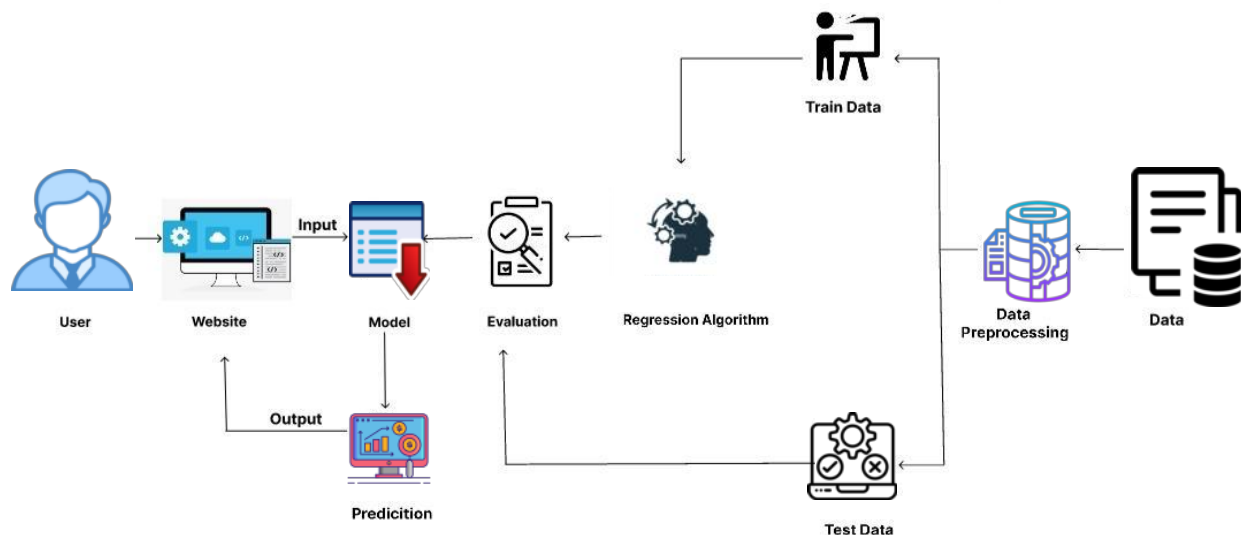 Train Data
Input
User
Website
Model
Evaluation
Regression Algorithm
Data
Preprocessing
Data
Output
Predicition
Test Data